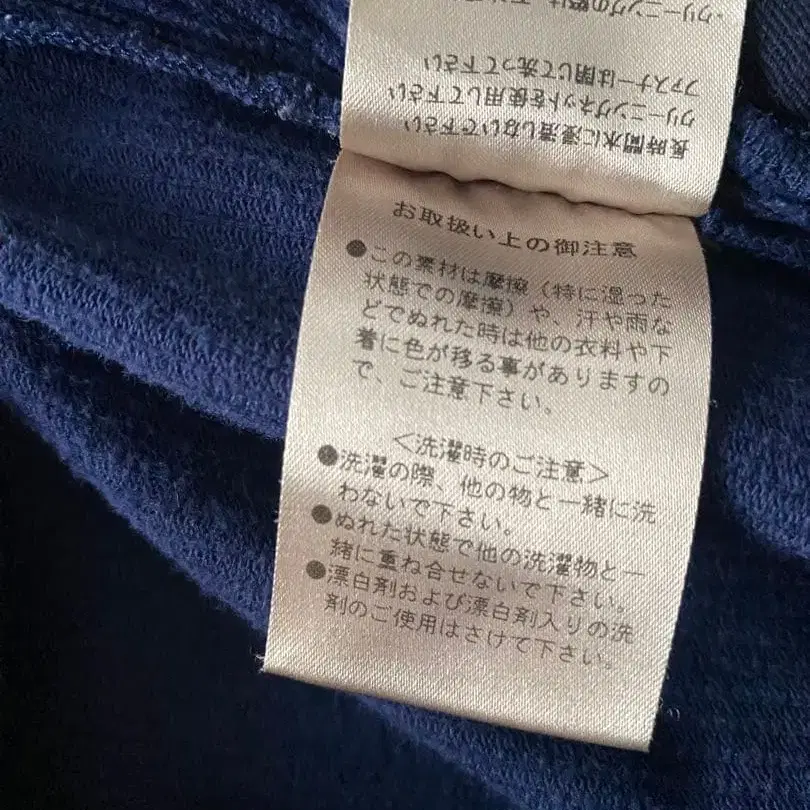 長時間水に浸漬しないで下さい
クリーニングネットを使用して下さい
ファスナーは閉じて洗って下さい
お取扱い上の御注意
●この素材は摩擦（特に湿った
状態での摩擦）や、汗や雨な
どでぬれた時は他の衣料や下
着に色が移る事がありますの
で、ご注意下さい。
＜洗濯時のご注意＞
●洗濯の際、他の物と一緒に洗
わないで下さい。
●ぬれた状態で他の洗濯物と一
緒に重ね合せないで下さい。
●漂白剤および漂白剤入りの洗
剤のご使用はさけて下さい。